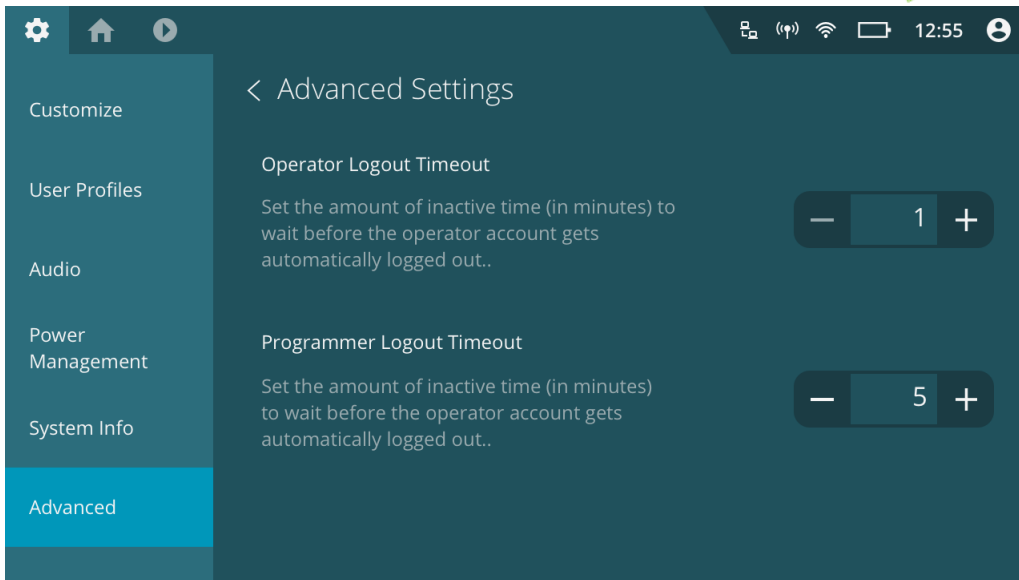 12:55
Customize
User Profiles
Audio
Power
Management
System Info
Advanced
Advanced Settings
Operator Logout Timeout
Set the amount of inactive time (in minutes) to
wait before the operator account gets
automatically logged out..
1
Programmer Logout Timeout
Set the amount of inactive time (in minutes)
to wait before the operator account gets
automatically logged out..
5